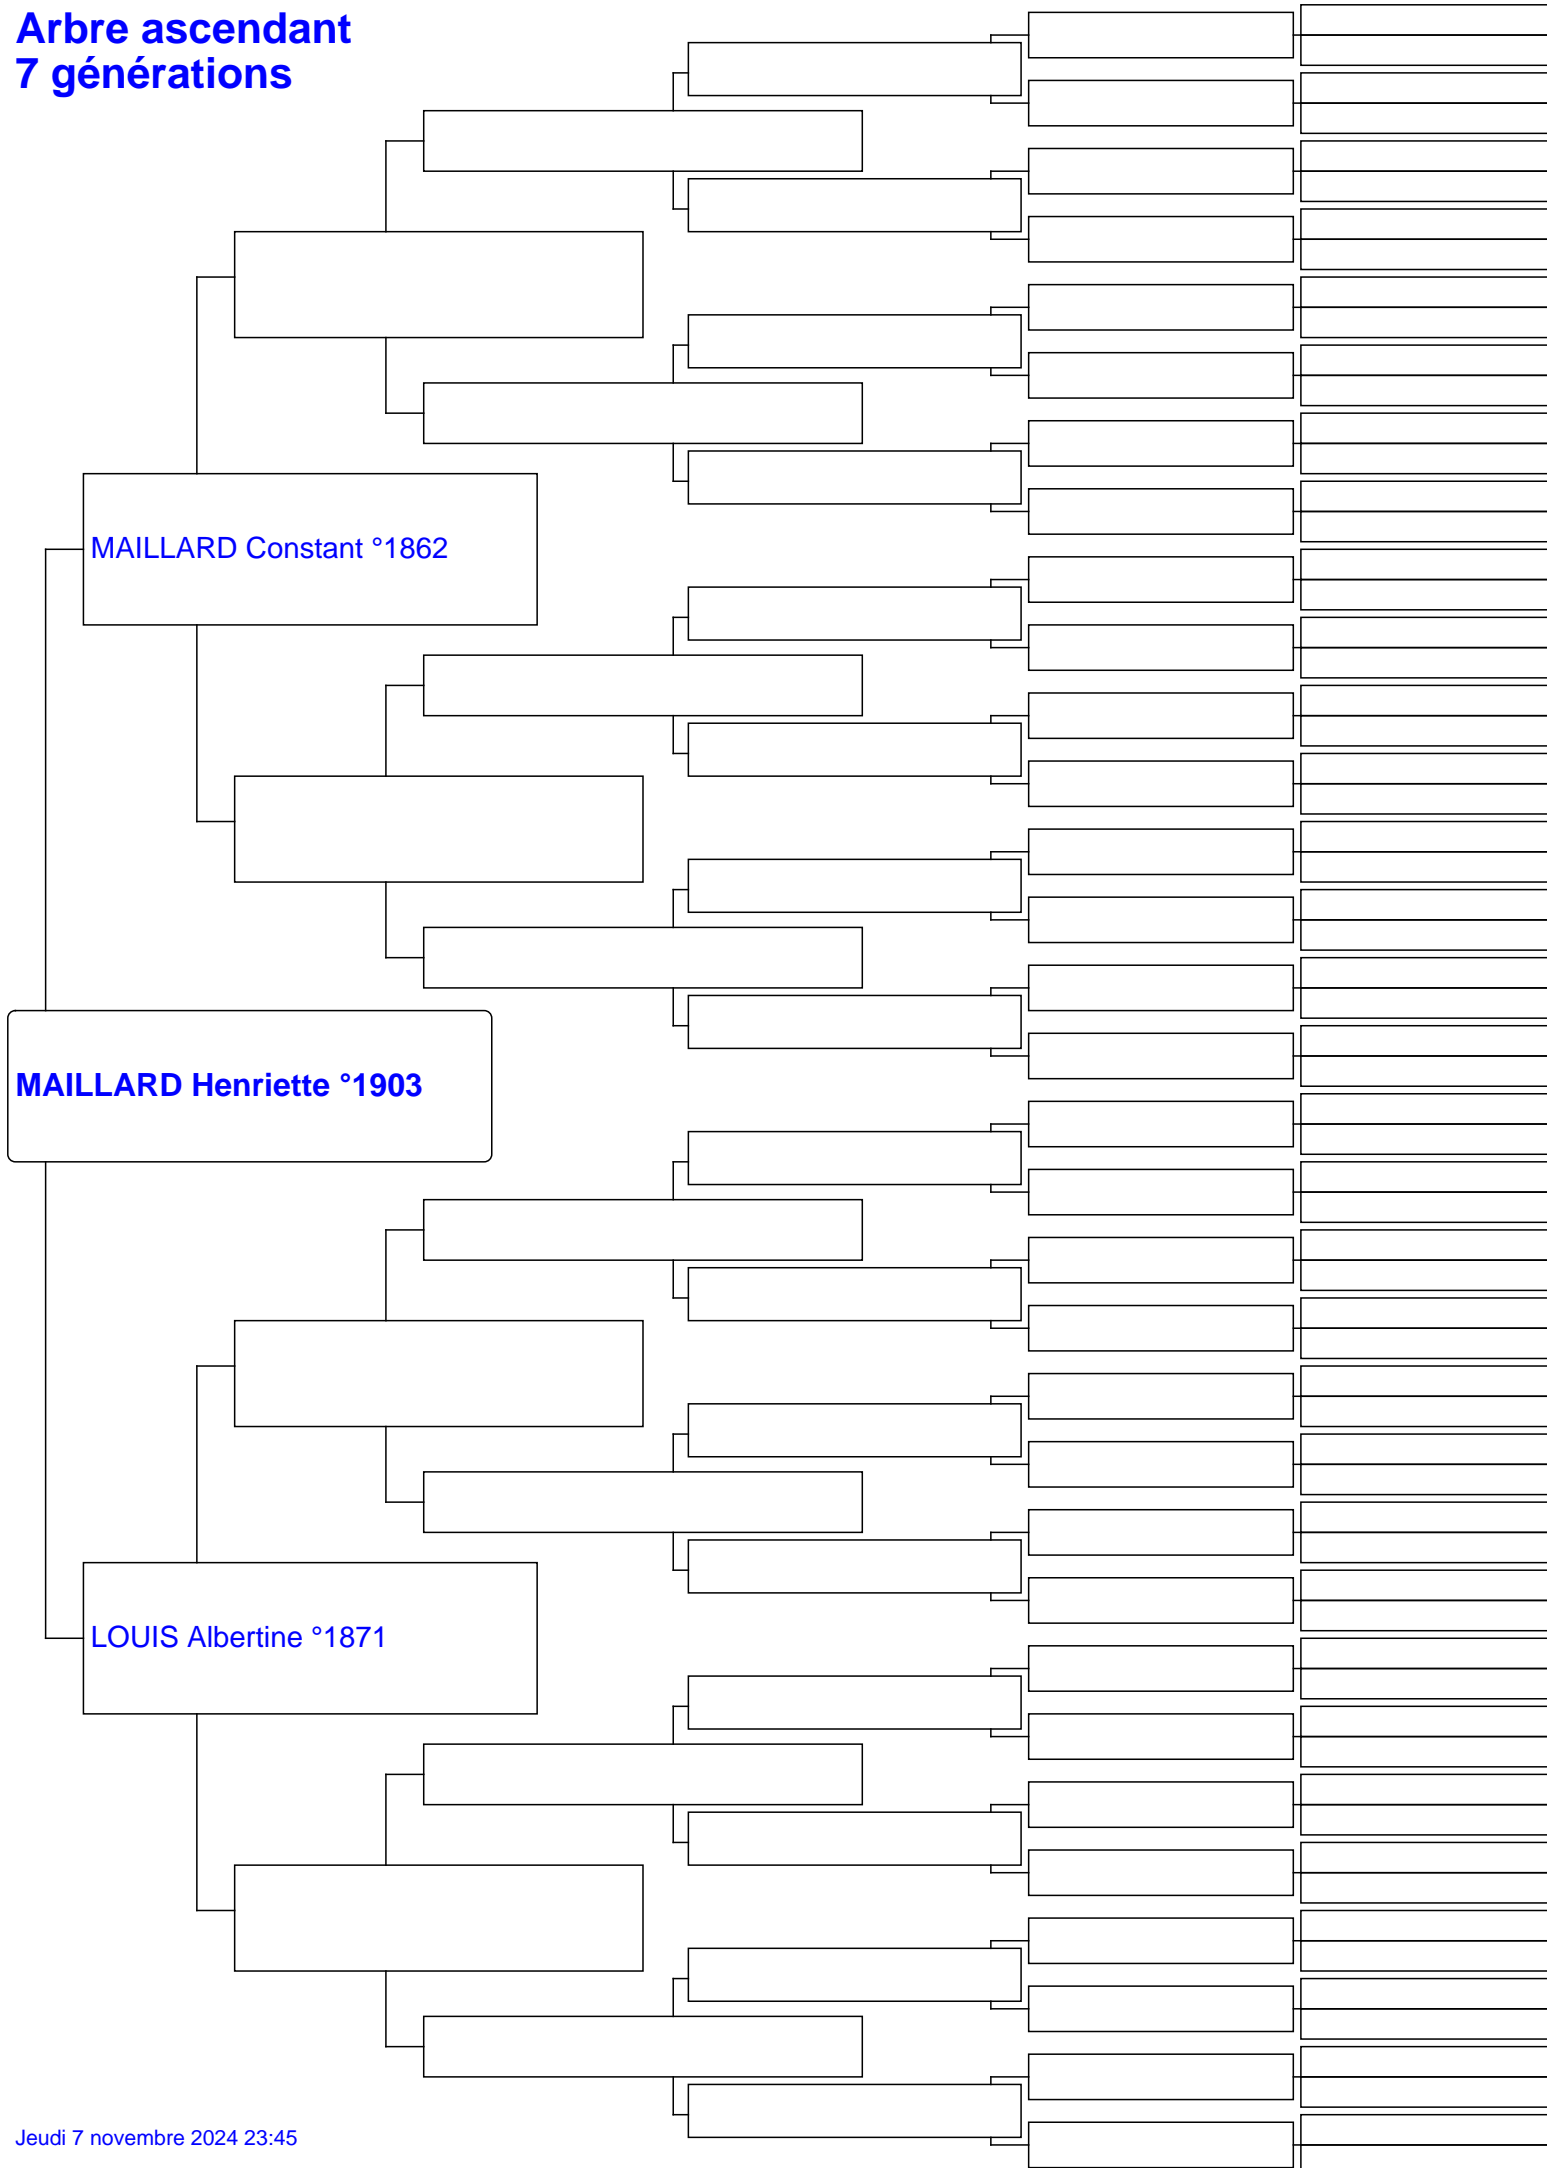 Arbre ascendant
7 générations
MAILLARD Constant °1862
MAILLARD Henriette °1903
LOUIS Albertine °1871
Jeudi 7 novembre 2024 23:45